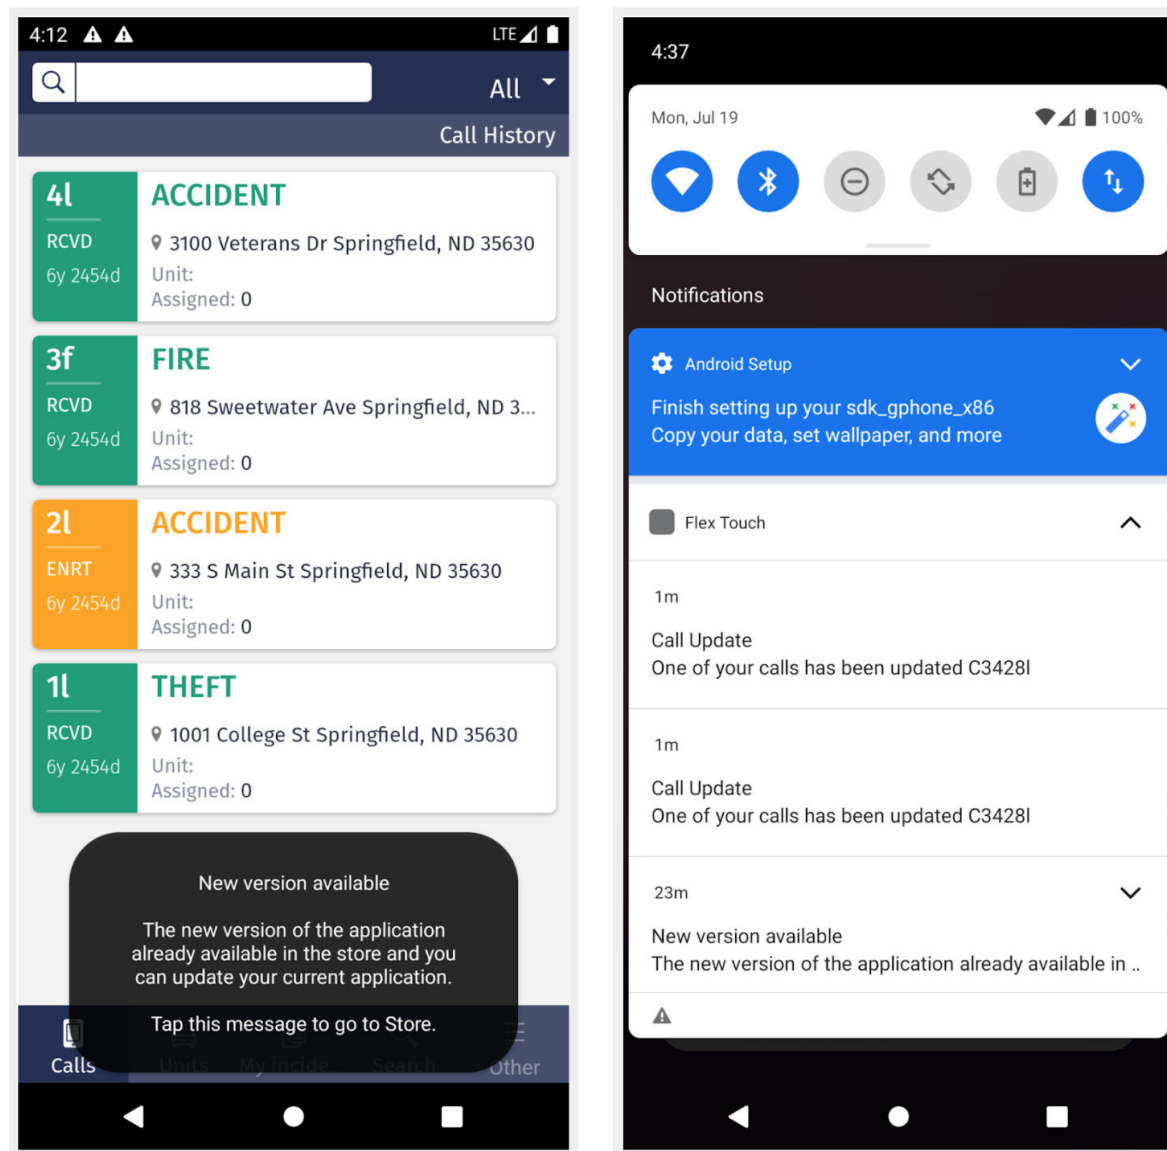 4:12
LTE
All
Call History
4l
ACCIDENT
RCVD
3100 Veterans Dr Springfield, ND 35630
6y 2454d
Unit:
Assigned: 0
3f
FIRE
RCVD
818 Sweetwater Ave Springfield, ND 3...
6y 2454d
Unit:
Assigned: 0
2l
ACCIDENT
ENRT
333 S Main St Springfield, ND 35630
6y 2454d
Unit:
Assigned: 0
1l
THEFT
RCVD
1001 College St Springfield, ND 35630
6y 2454d
Unit:
Assigned: 0
New version available
The new version of the application
already available in the store and you
can update your current application.
Tap this message to go to Store.
Calls
Units
My incide
Search
Other
4:37
Mon, Jul 19
100%
Notifications
Android Setup
Finish setting up your sdk_gphone_x86
Copy your data, set wallpaper, and more
Flex Touch
1m
Call Update
One of your calls has been updated C3428l
1m
Call Update
One of your calls has been updated C3428l
23m
New version available
The new version of the application already available in ..